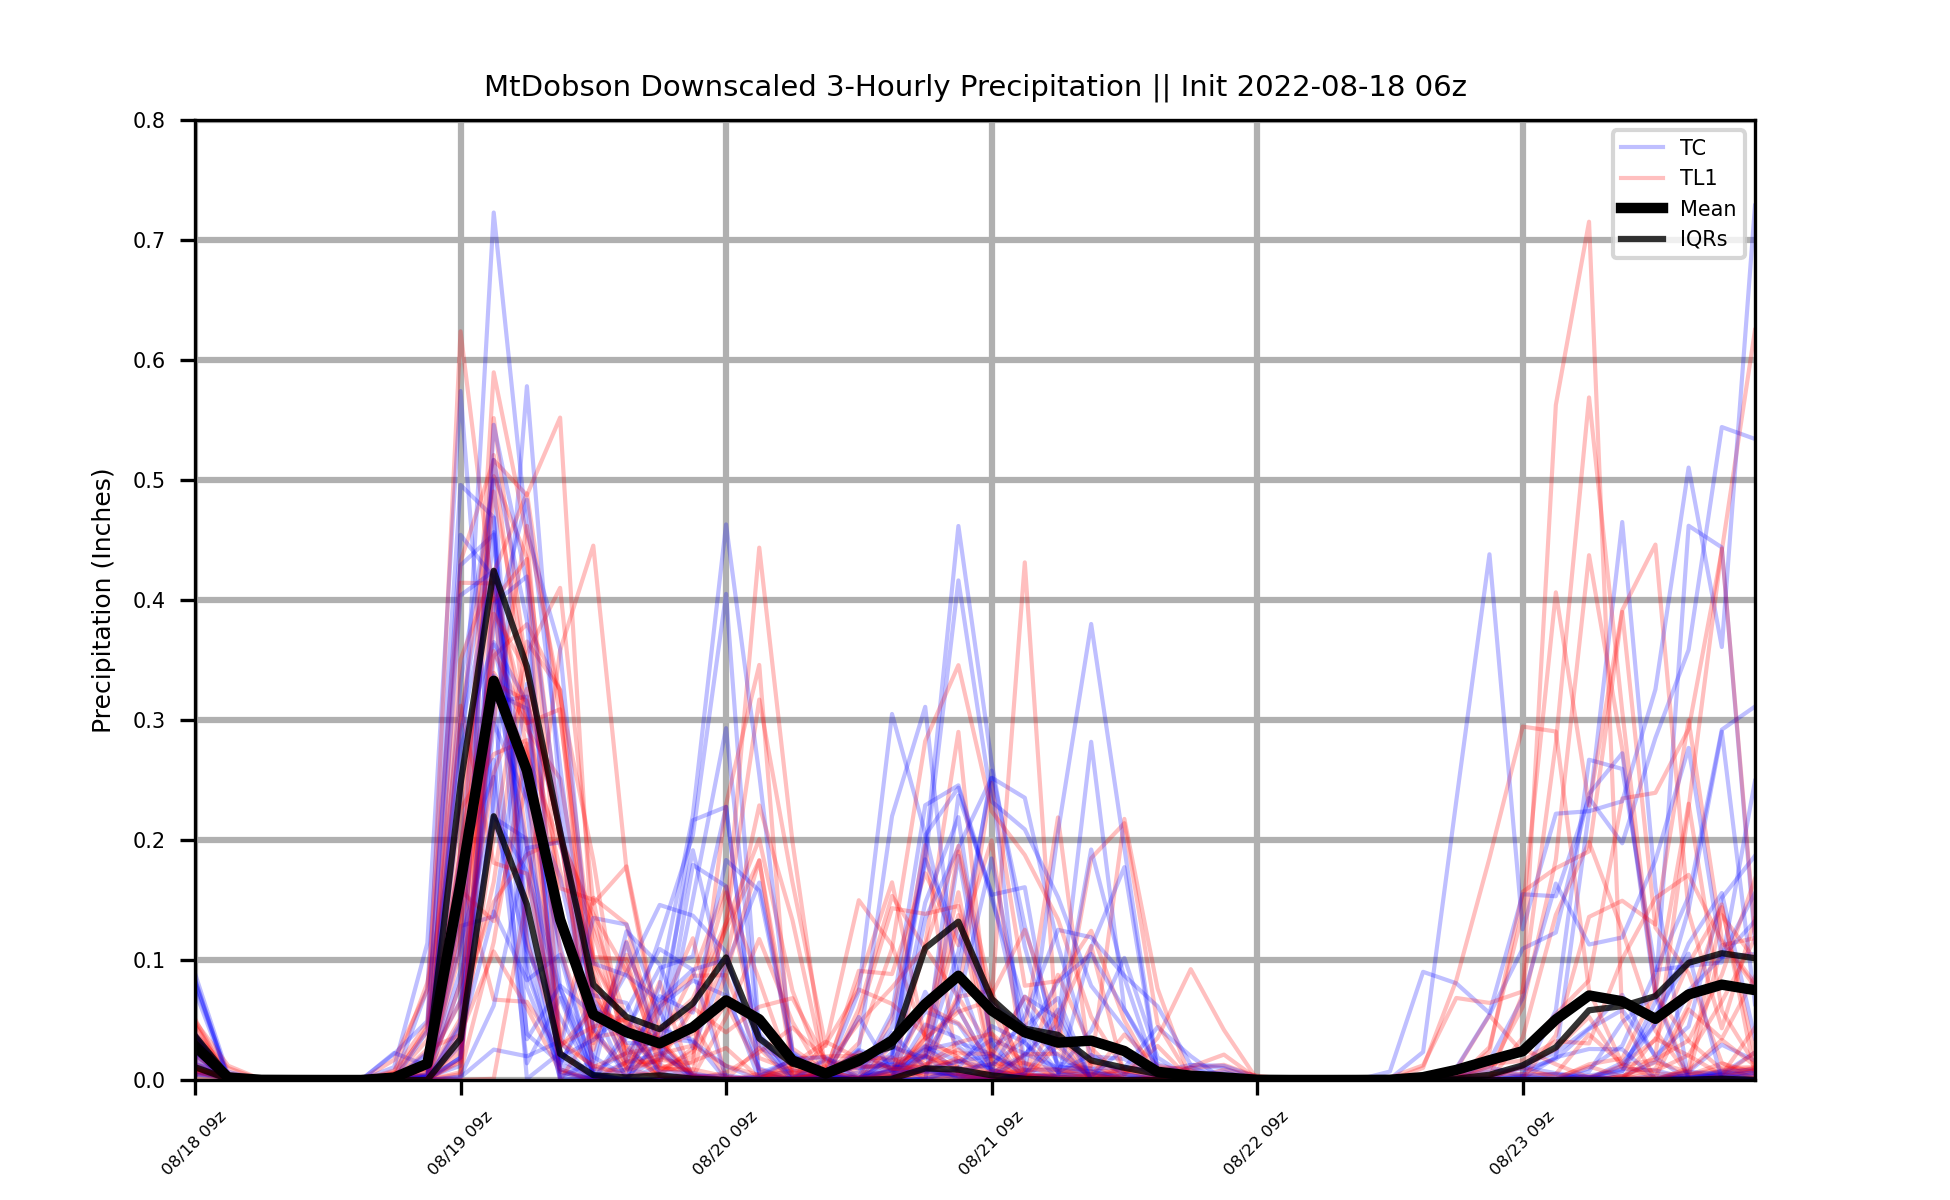 MtDobson Downscaled 3-Hourly Precipitation || Init 2022-08-18 06z
Precipitation (Inches)
0.8
0.7
0.6
0.5
0.4
0.3
0.2
0.1
0.0
TC
TL1
Mean
IQRs
08/18 09z
08/19 09z
08/20 09z
08/21 09z
08/22 09z
08/23 09z